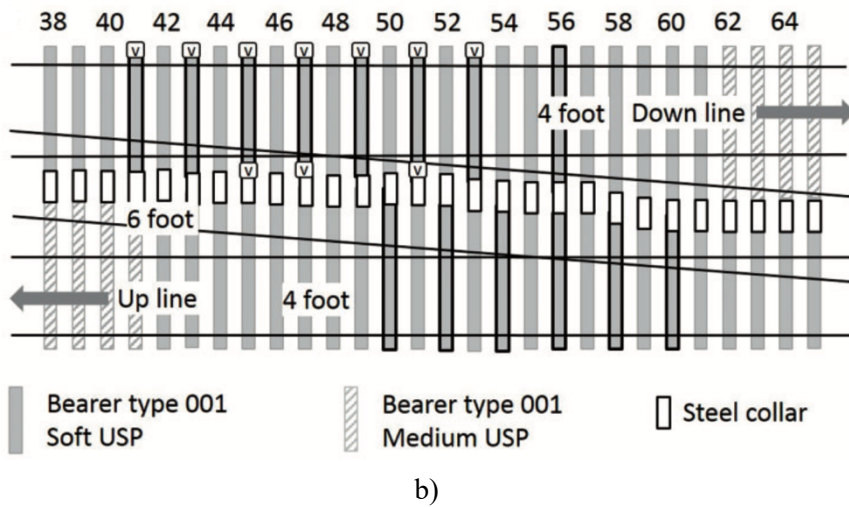 38 40 42 44 46 48 50 52 54 56 58 60 62 64
V V V V V V V
4 foot Down line
V V V
6 foot
Up line 4 foot
Bearer type 001
Soft USP
Bearer type 001
Medium USP
Steel collar
b)